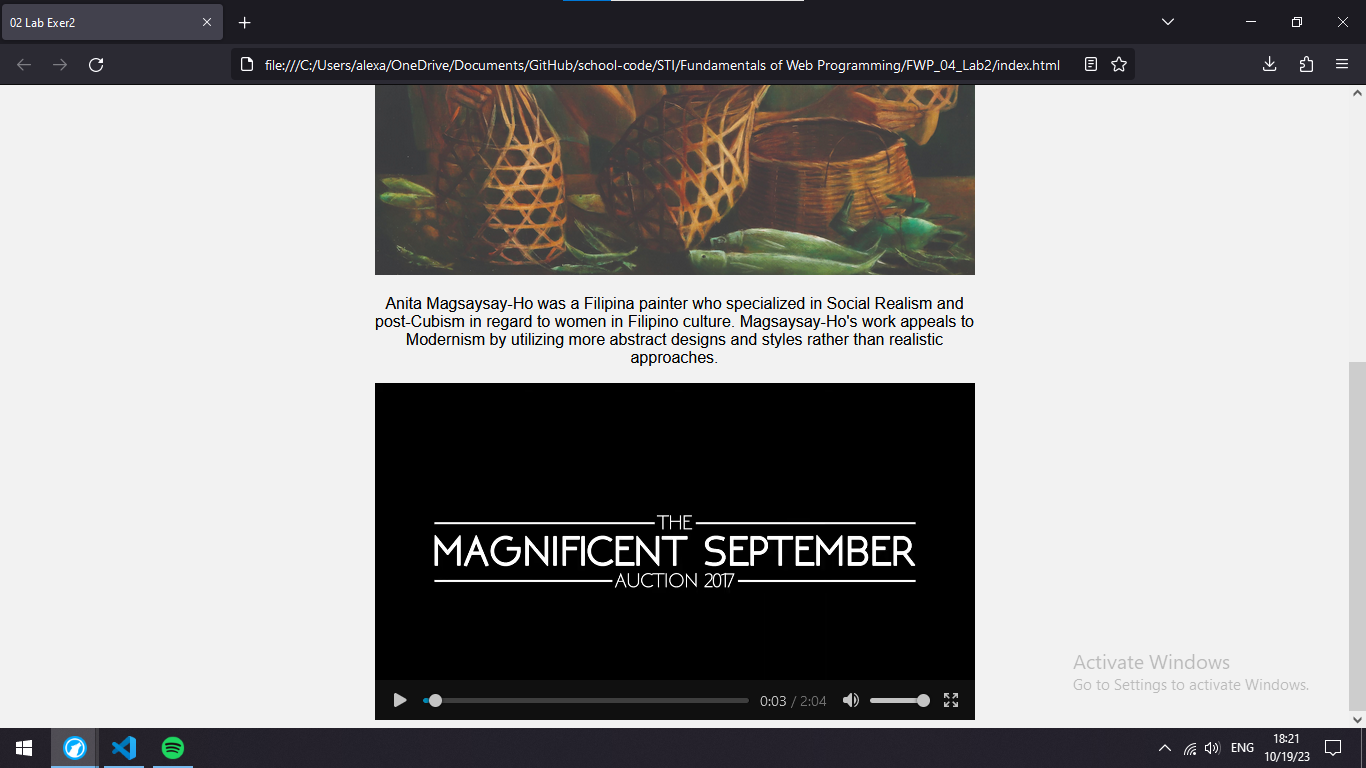 02 Lab Exer2
file:///C:/Users/alexa/OneDrive/Documents/GitHub/school-code/STI/Fundamentals of Web Programming/FWP_04_Lab2/index.html
Anita Magsaysay-Ho was a Filipina painter who specialized in Social Realism and
post-Cubism in regard to women in Filipino culture. Magsaysay-Ho's work appeals to
Modernism by utilizing more abstract designs and styles rather than realistic
approaches.
THE
MAGNIFICENT SEPTEMBER
AUCTION 2017
0:03 / 2:04
Activate Windows
Go to Settings to activate Windows.
ENG
18:21
10/19/23